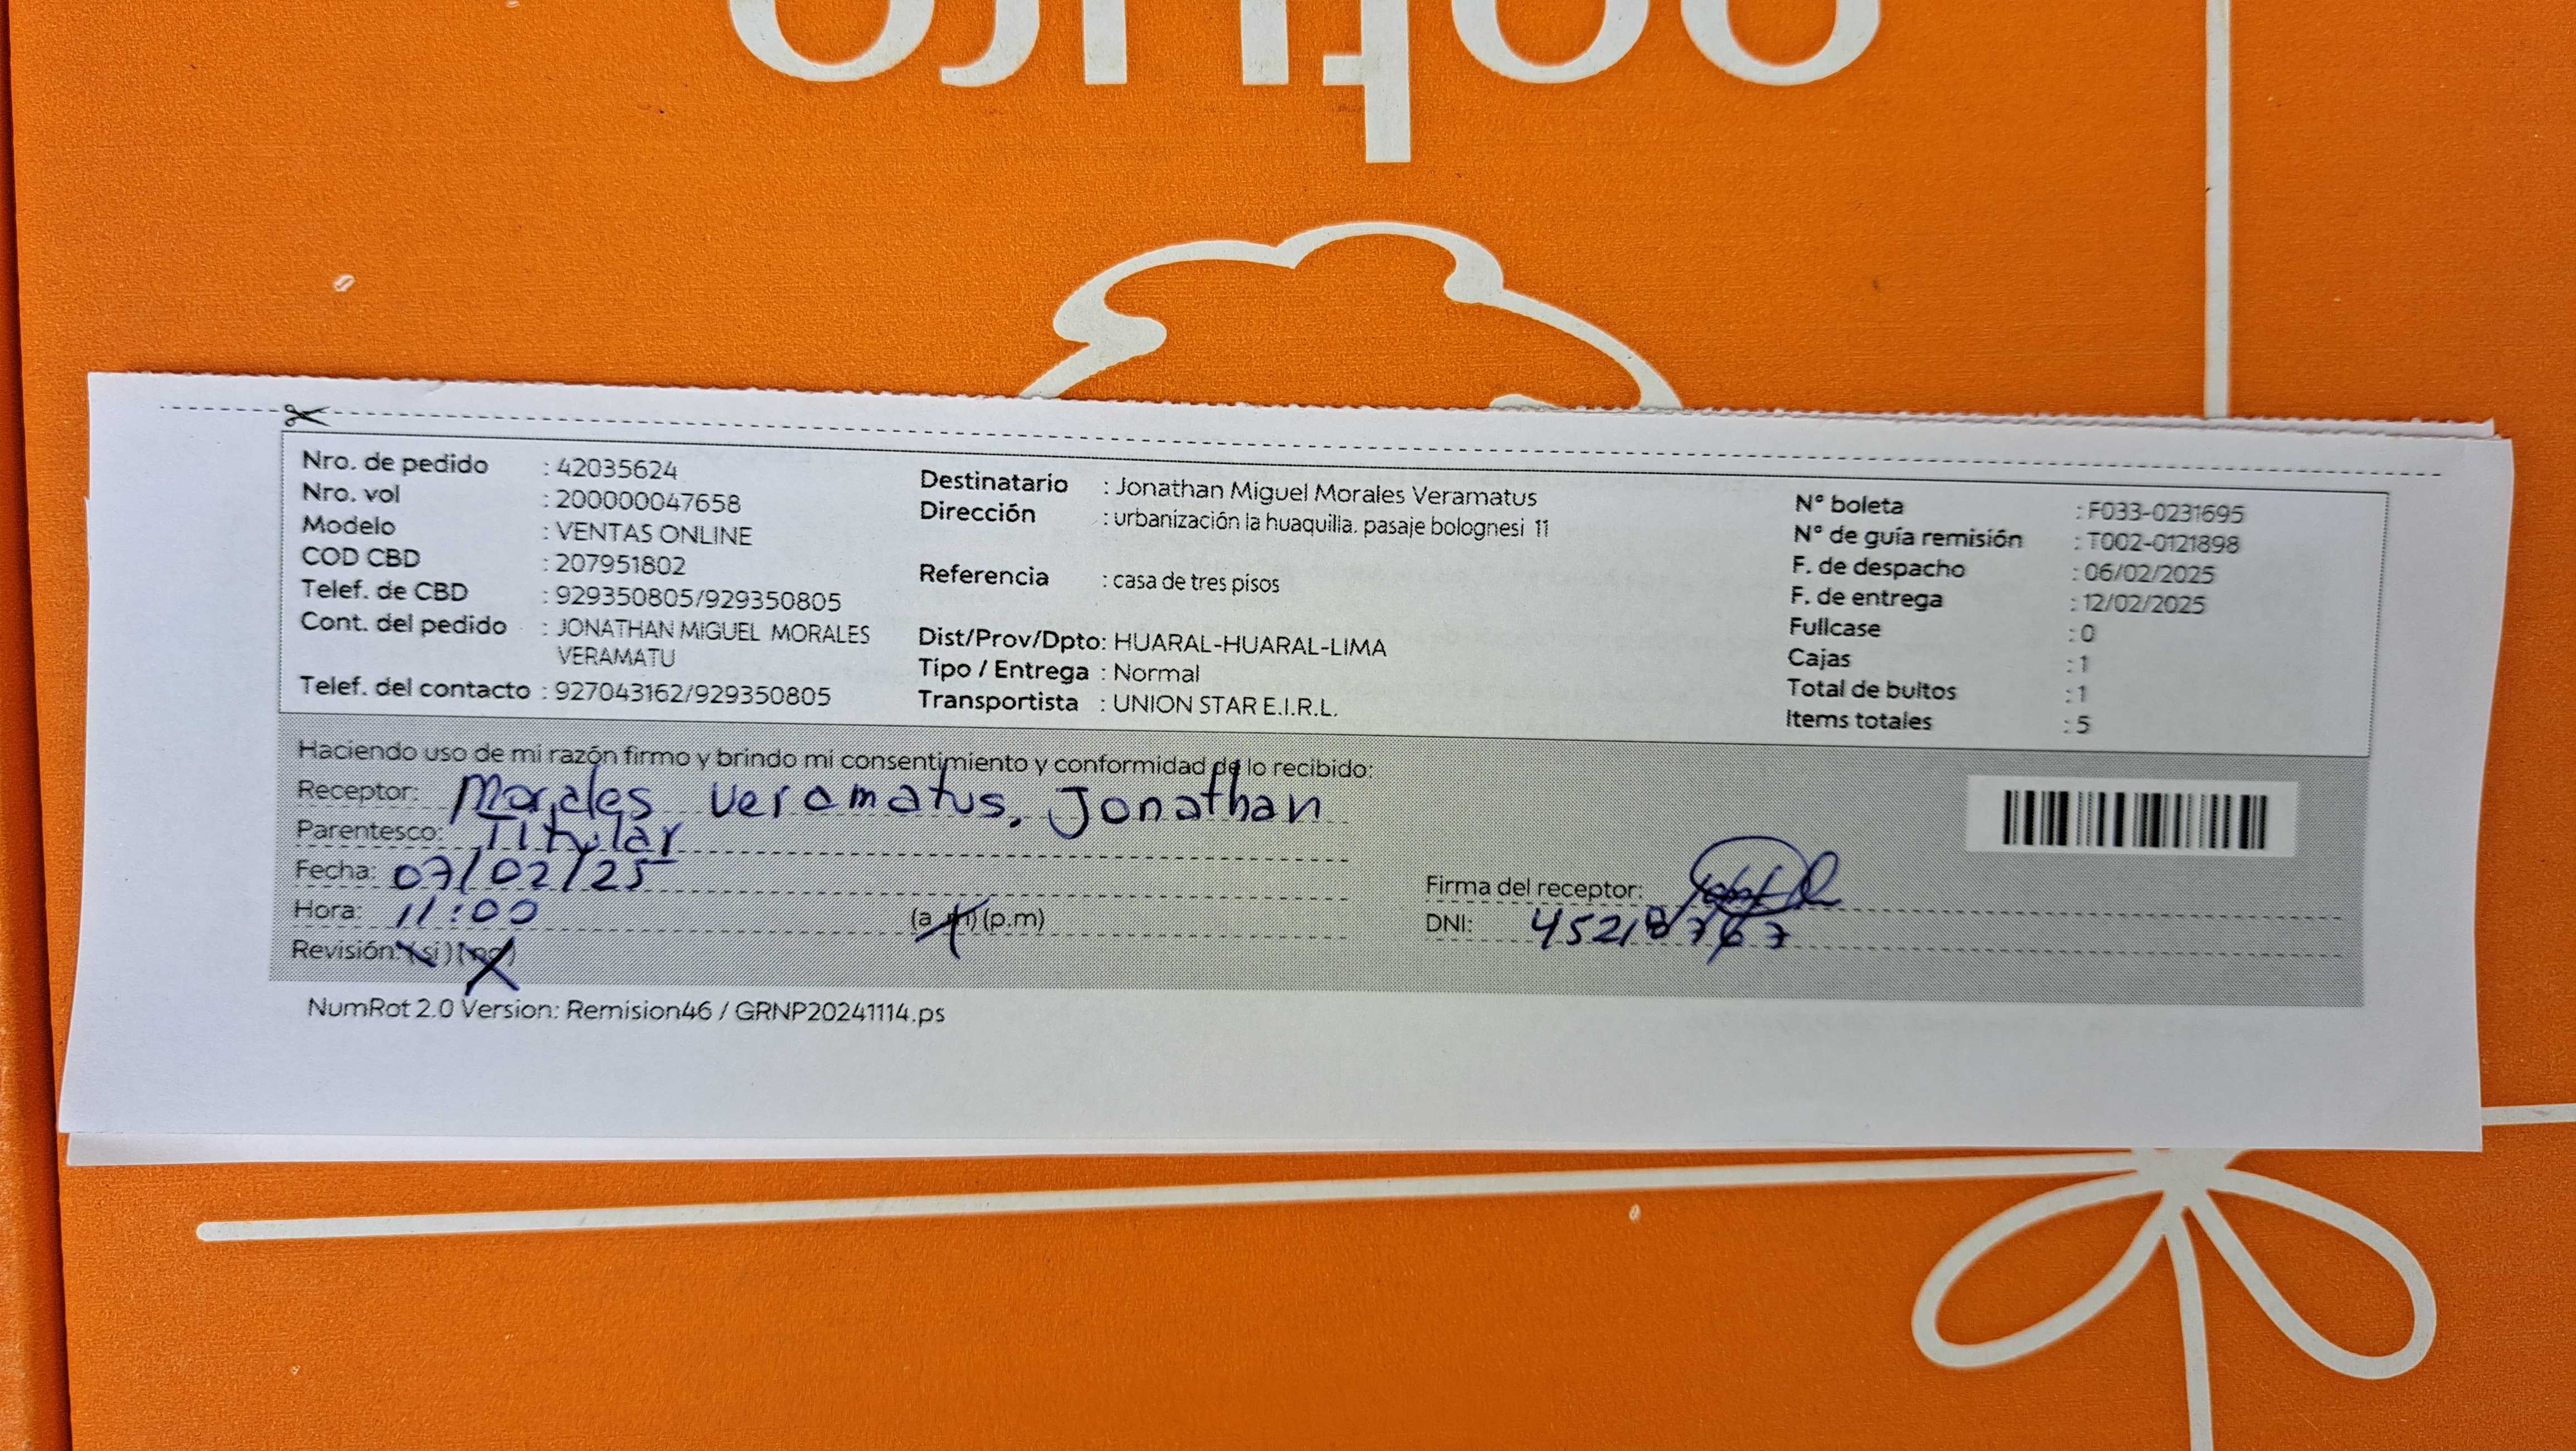 natura
Nro. de pedido : 42035624
Nro. vol : 200000047658
Modelo : VENTAS ONLINE
COD CBD : 207951802
Telef. de CBD : 929350805/929350805
Cont. del pedido : JONATHAN MIGUEL MORALES
VERAMATU
Telef. del contacto : 927043162/929350805
Destinatario : Jonathan Miguel Morales Veramatus
Dirección : urbanización la huaquilia. pasaje bolognesi 11
Referencia : casa de tres pisos
Dist/Prov/Dpto: HUARAL-HUARAL-LIMA
Tipo / Entrega : Normal
Transportista : UNION STAR E.I.R.L.
N° boleta : F033-0231695
N° de guía remisión : T002-0121898
F. de despacho : 06/02/2025
F. de entrega : 12/02/2025
Fullcase : 0
Cajas : 1
Total de bultos : 1
Items totales : 5
Haciendo uso de mi razón firmo y brindo mi consentimiento y conformidad de lo recibido:
Receptor: Morales Veramatus, Jonathan
Parentesco: Titular
Fecha: 07/02/25
Hora: 11:00 (a.m) (p.m)
Revisión: (si) (no)
Firma del receptor:
DNI: 45218767
NumRot 2.0 Version: Remision46 / GRNP20241114.ps